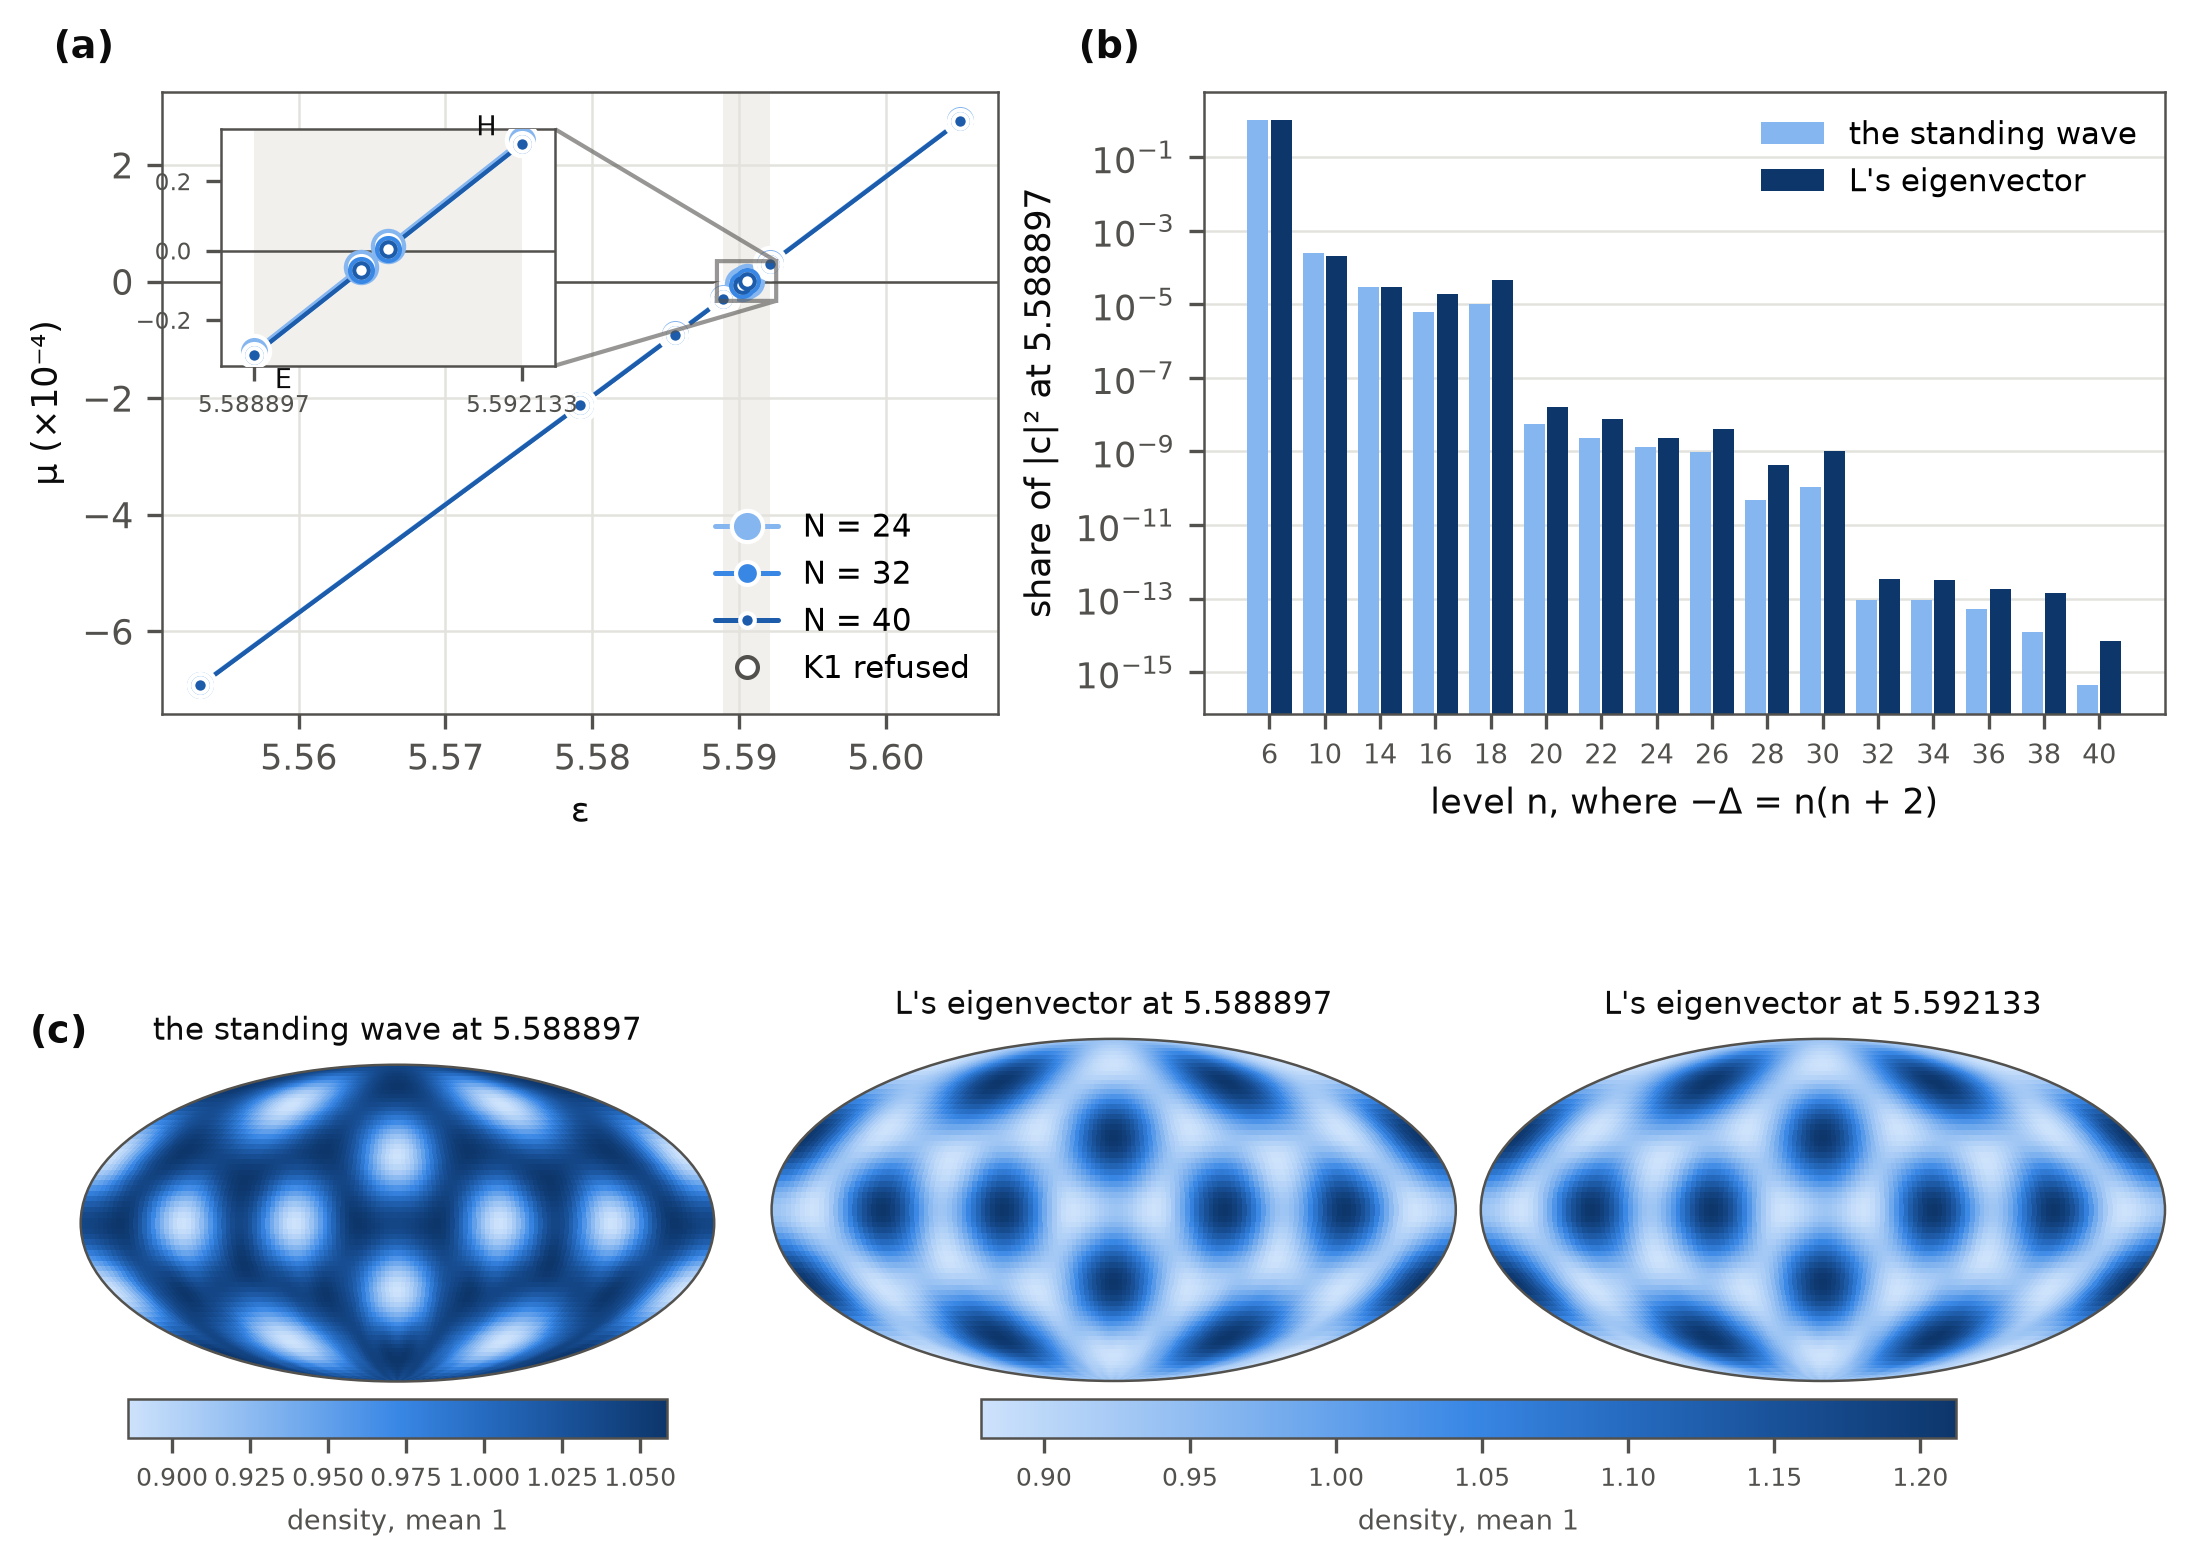 (a)
2
0
−2
−4
−6
μ (×10⁻⁴)
0.2
0.0
−0.2
H
E
5.588897
5.592133
N = 24
N = 32
N = 40
K1 refused
5.56
5.57
5.58
5.59
5.60
ε
(b)
share of |c|² at 5.588897
10⁻¹
10⁻³
10⁻⁵
10⁻⁷
10⁻⁹
10⁻¹¹
10⁻¹³
10⁻¹⁵
the standing wave
L's eigenvector
6 10 14 16 18 20 22 24 26 28 30 32 34 36 38 40
level n, where −Δ = n(n + 2)
(c)
the standing wave at 5.588897
L's eigenvector at 5.588897
L's eigenvector at 5.592133
0.900 0.925 0.950 0.975 1.000 1.025 1.050
density, mean 1
0.90 0.95 1.00 1.05 1.10 1.15 1.20
density, mean 1